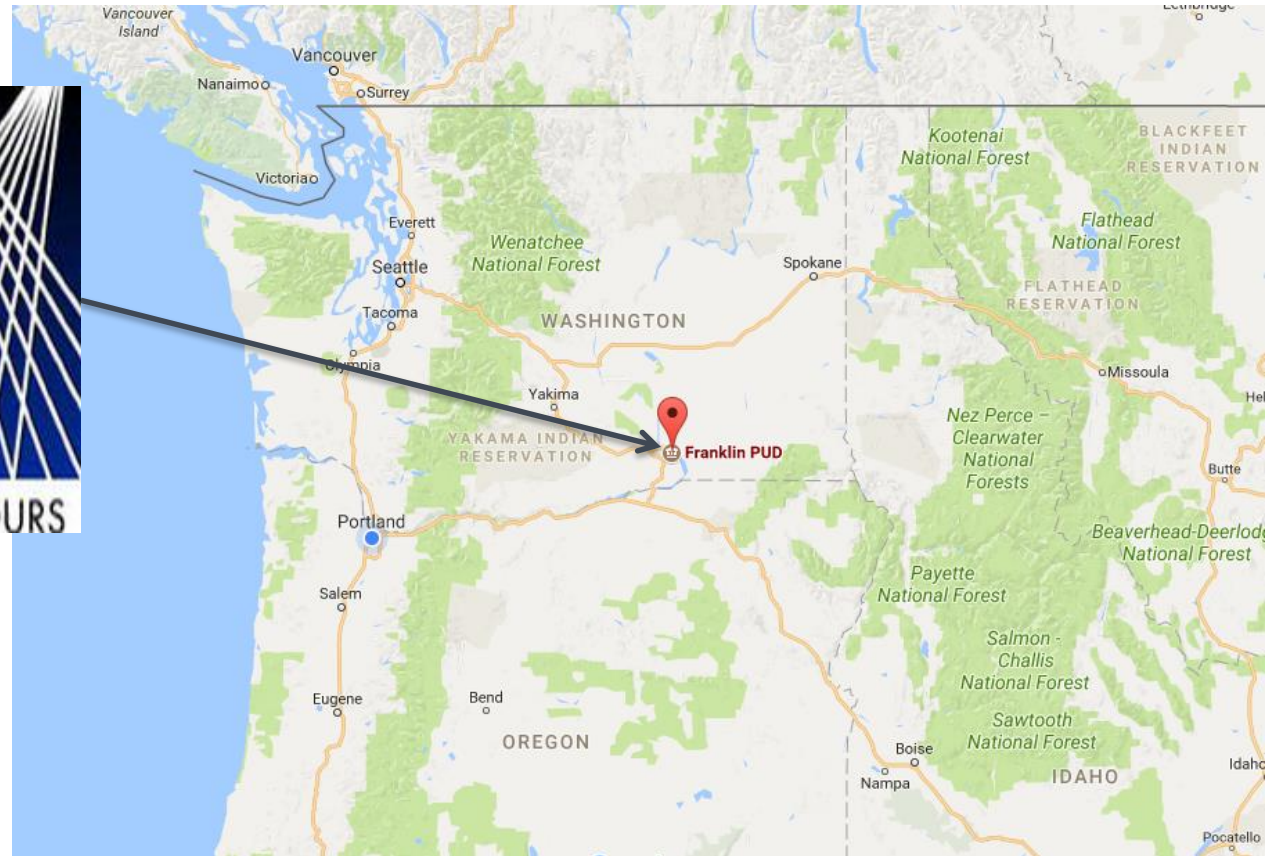 Vancouver
Island
Vancouver
Nanaimo
Surrey
Victoria
Kootenai
National Forest
BLACKFEET
INDIAN
RESERVATION
Everett
Wenatchee
National Forest
Flathead
National Forest
Seattle
Spokane
FLATHEAD
RESERVATION
Tacoma
WASHINGTON
Olympia
Missoula
Yakima
Hel
YAKAMA INDIAN
RESERVATION
Franklin PUD
Nez Perce –
Clearwater
National
Forests
Butte
OURS
Portland
Beaverhead-Deerlodg
National Forest
Payette
National Forest
Salem
Salmon -
Challis
National Forest
Eugene
Bend
OREGON
Sawtooth
National Forest
Boise
Nampa
IDAHO
Idaho
Pocatello